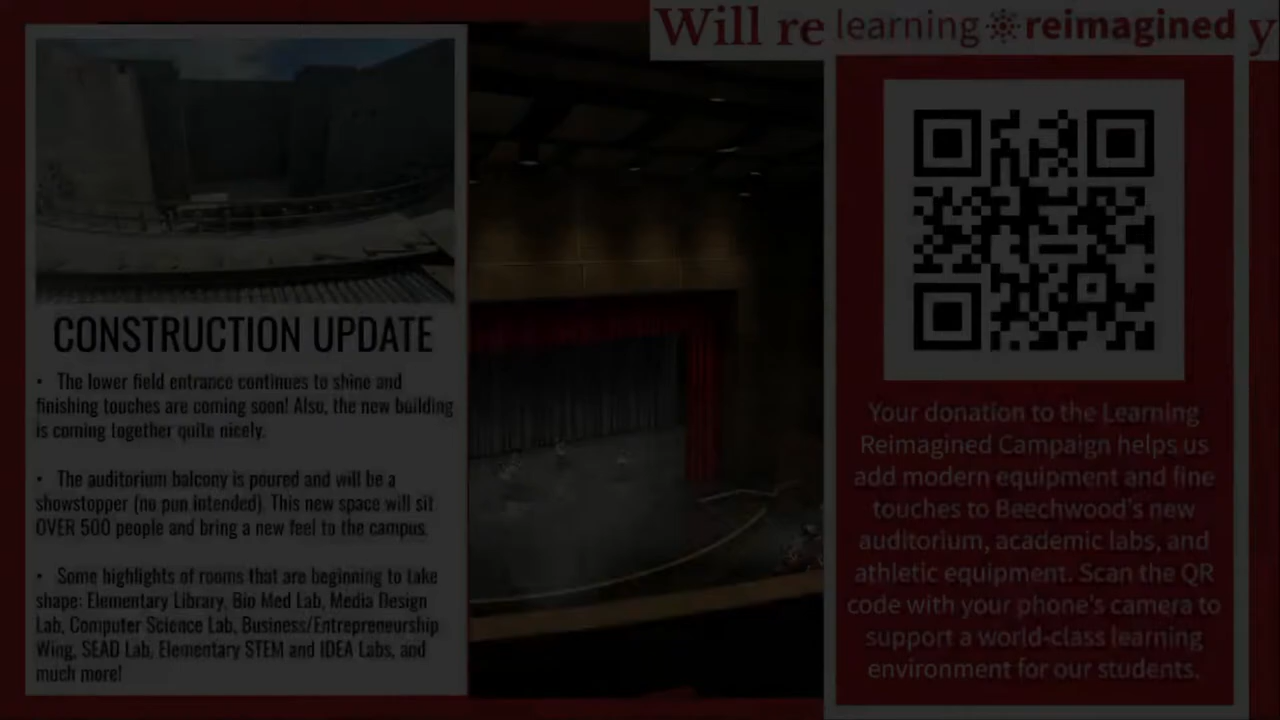 Will re
learning reimagined
y
CONSTRUCTION UPDATE
• The lower field entrance continues to shine and
finishing touches are coming soon! Also, the new building
is coming together quite nicely.
• The auditorium balcony is poured and will be a
showstopper (no pun intended). This new space will sit
OVER 500 people and bring a new feel to the campus.
• Some highlights of rooms that are beginning to take
shape: Elementary Library, Bio Med Lab, Media Design
Lab, Computer Science Lab, Business/Entrepreneurship
Wing, SEAD Lab, Elementary STEM and IDEA Labs, and
much more!
Your donation to the Learning
Reimagined Campaign helps us
add modern equipment and fine
touches to Beechwood's new
auditorium, academic labs, and
athletic equipment. Scan the QR
code with your phone's camera to
support a world-class learning
environment for our students.